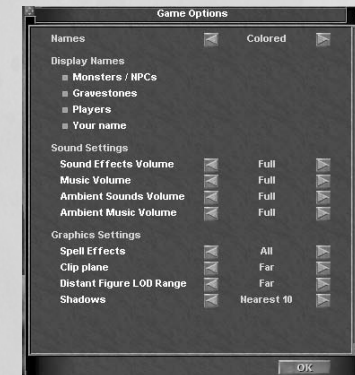 Game Options
Names Colored
Display Names
Monsters / NPCs
Gravestones
Players
Your name
Sound Settings
Sound Effects Volume Full
Music Volume Full
Ambient Sounds Volume Full
Ambient Music Volume Full
Graphics Settings
Spell Effects All
Clip plane Far
Distant Figure LOD Range Far
Shadows Nearest 10
OK